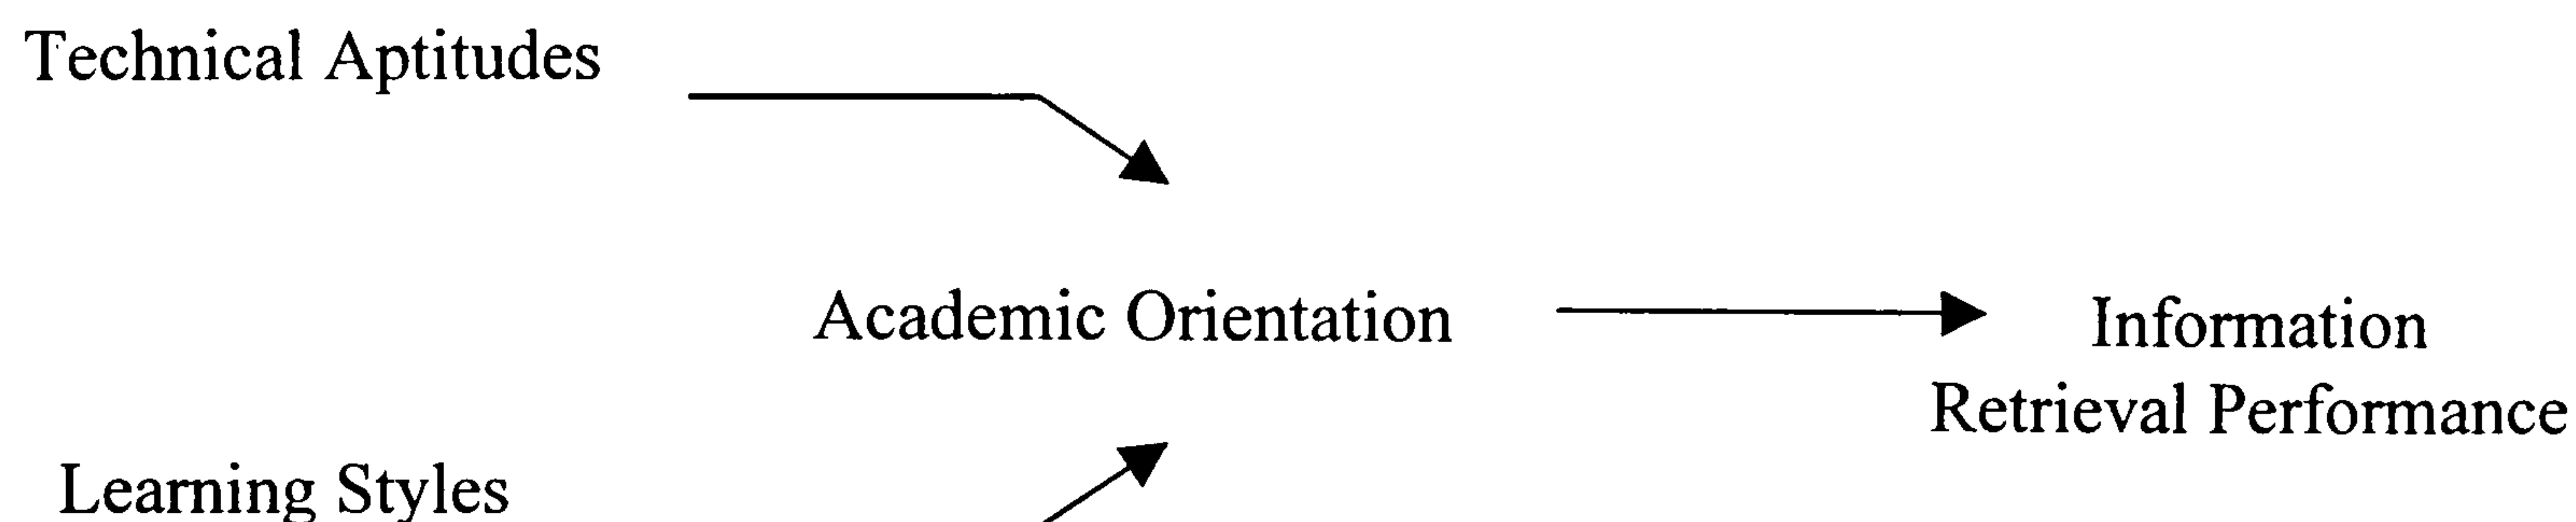 Technical Aptitudes
Academic Orientation
Information
Retrieval Performance
Learning Styles